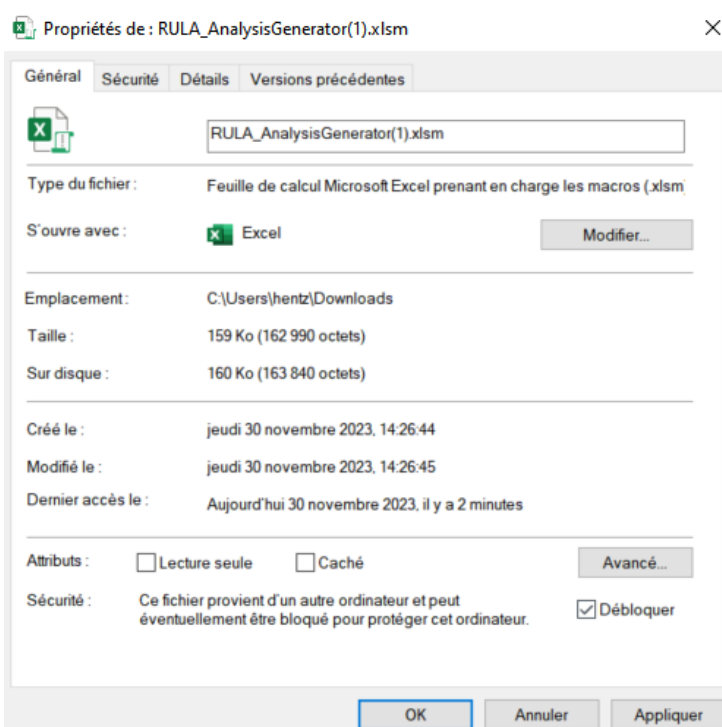 Propriétés de : RULA_AnalysisGenerator(1).xlsm
Général Sécurité Détails Versions précédentes
RULA_AnalysisGenerator(1).xlsm
Type du fichier : Feuille de calcul Microsoft Excel prenant en charge les macros (.xlsm)
S'ouvre avec : Excel Modifier...
Emplacement : C:\Users\hentz\Downloads
Taille : 159 Ko (162 990 octets)
Sur disque : 160 Ko (163 840 octets)
Créé le : jeudi 30 novembre 2023, 14:26:44
Modifié le : jeudi 30 novembre 2023, 14:26:45
Dernier accès le : Aujourd'hui 30 novembre 2023, il y a 2 minutes
Attributs : Lecture seule Caché Avancé...
Sécurité : Ce fichier provient d'un autre ordinateur et peut
éventuellement être bloqué pour protéger cet ordinateur. Débloquer
OK Annuler Appliquer